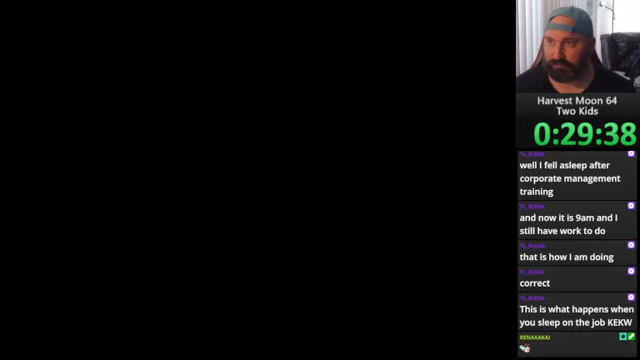 Harvest Moon 64
Two Kids
0:29:38
TL_PLEXA
well I fell asleep after
corporate management
training
and now it is 9am and I
still have work to do
that is how I am doing
correct
This is what happens when
you sleep on the job KEKW
RENAXAKAI